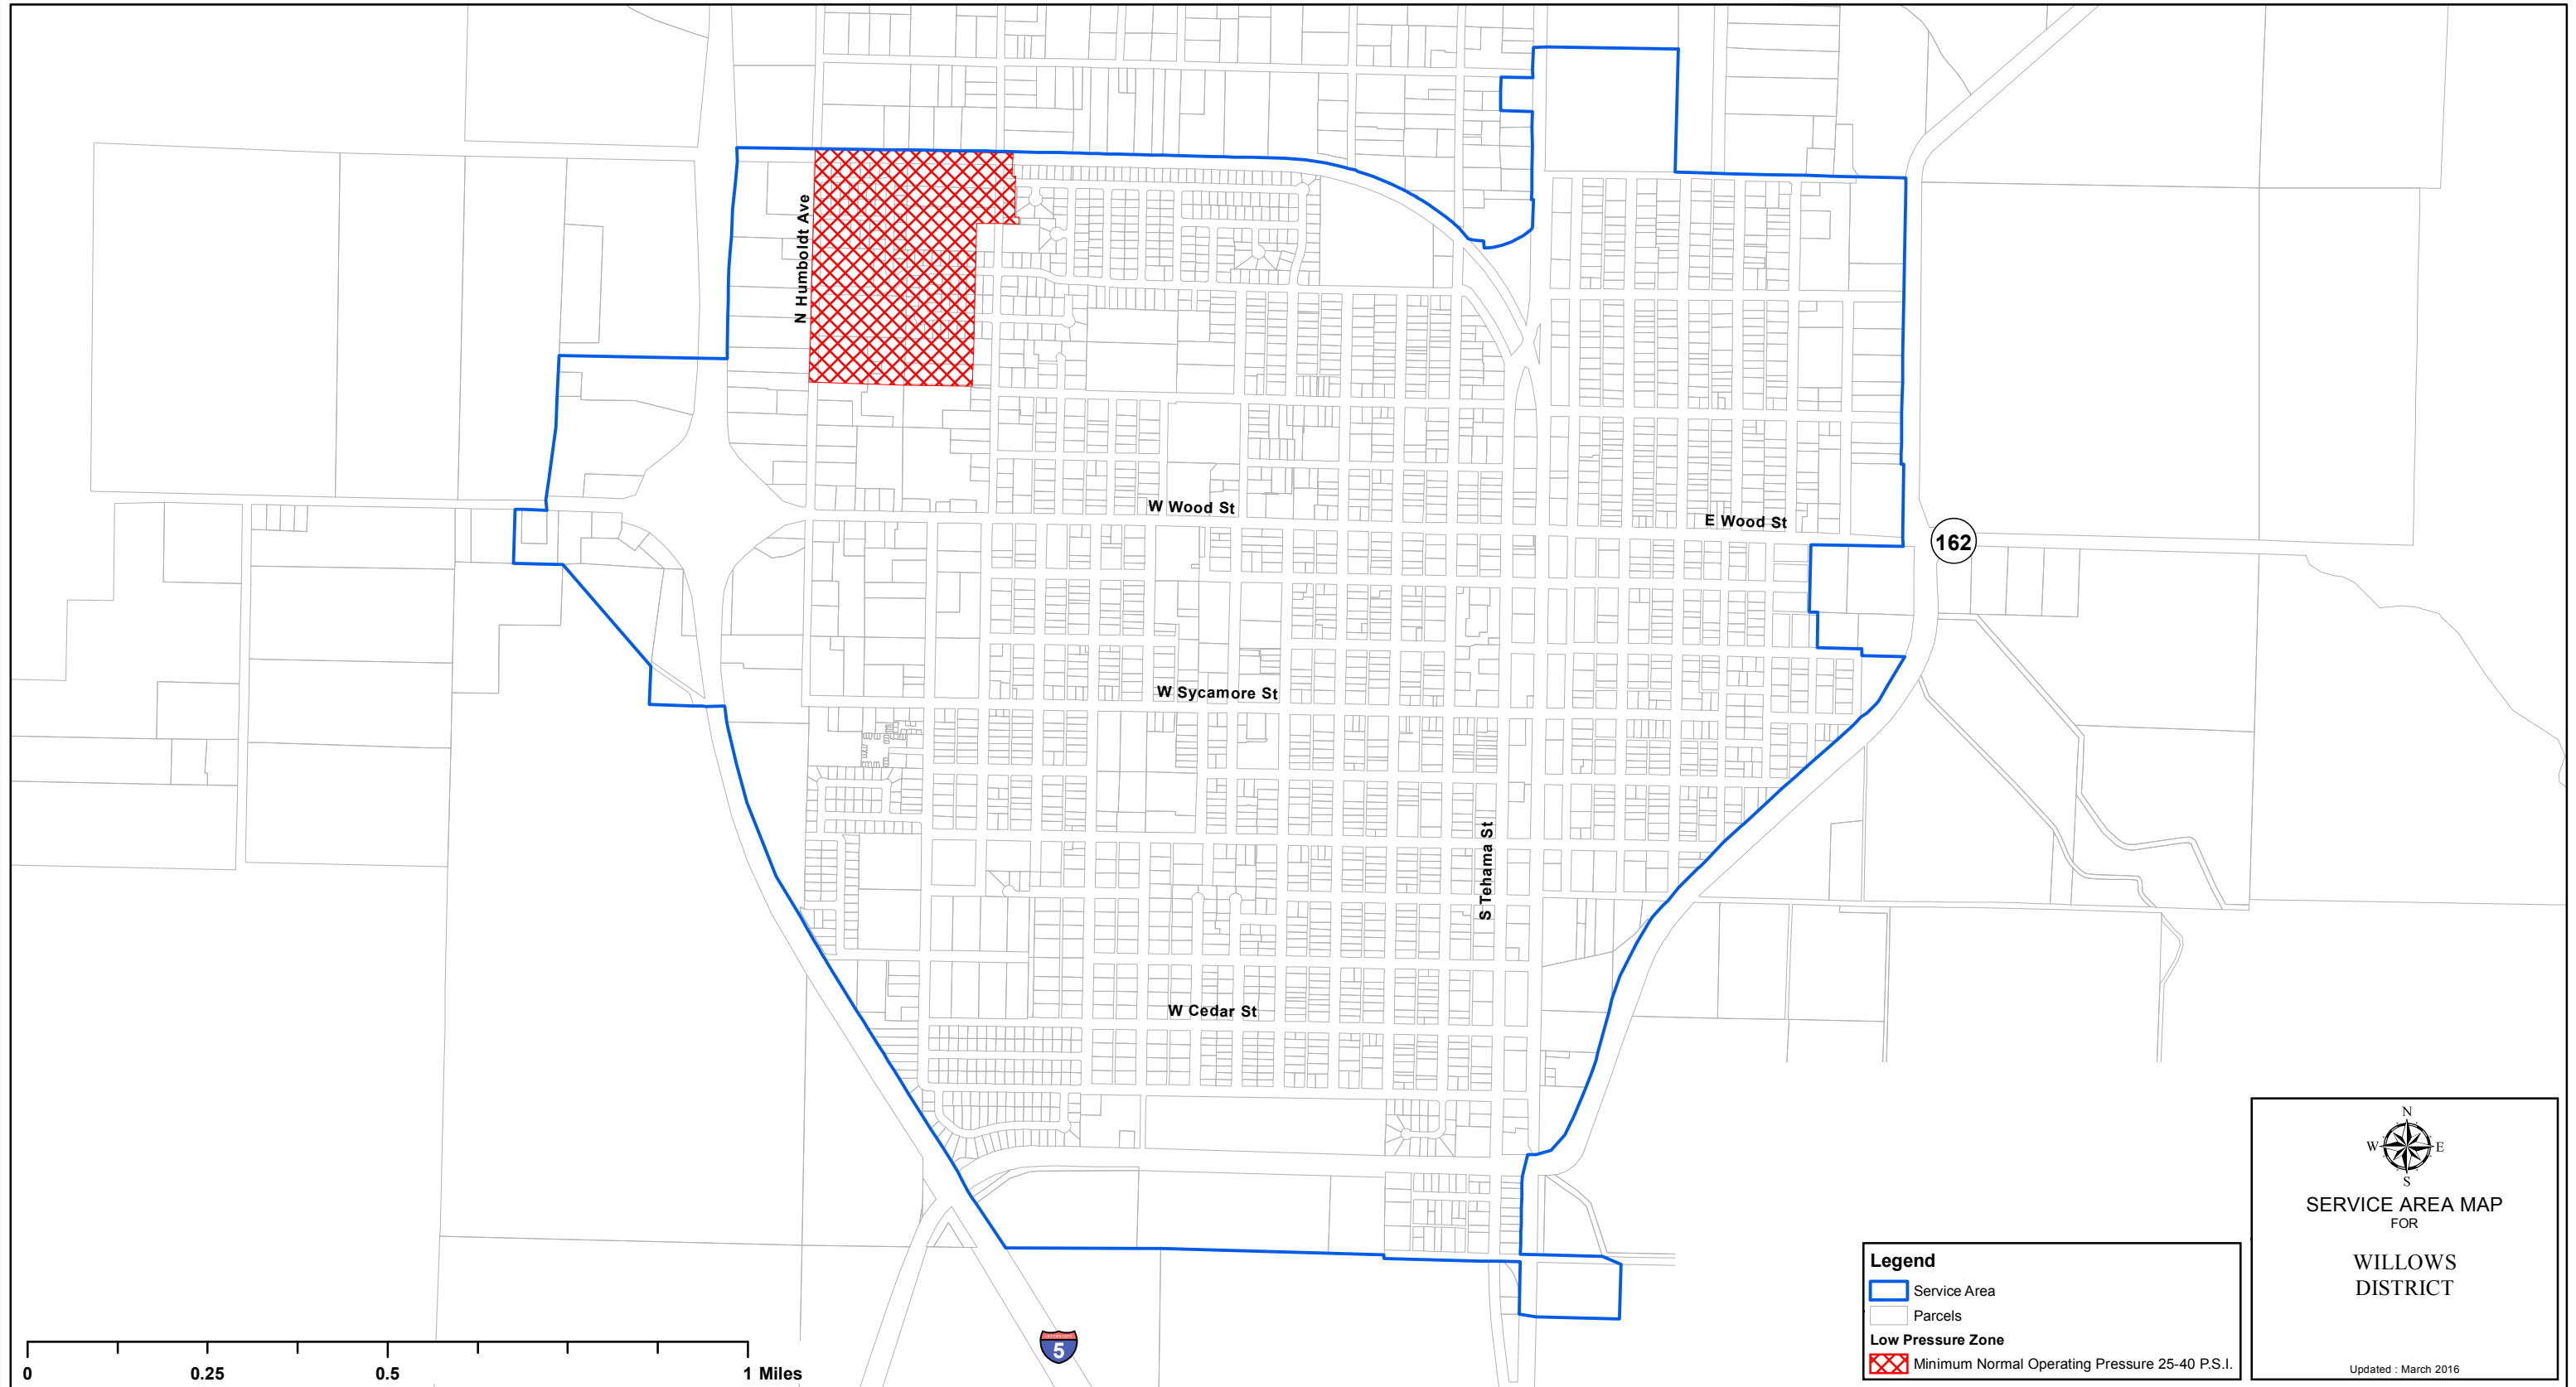 N Humboldt Ave
W Wood St
E Wood St
162
W Sycamore St
S Tehama St
W Cedar St
N
W E
S
SERVICE AREA MAP
FOR
WILLOWS
DISTRICT
Updated : March 2016
Legend
Service Area
Parcels
Low Pressure Zone
Minimum Normal Operating Pressure 25-40 P.S.I.
INTERSTATE
5
0 0.25 0.5 1 Miles